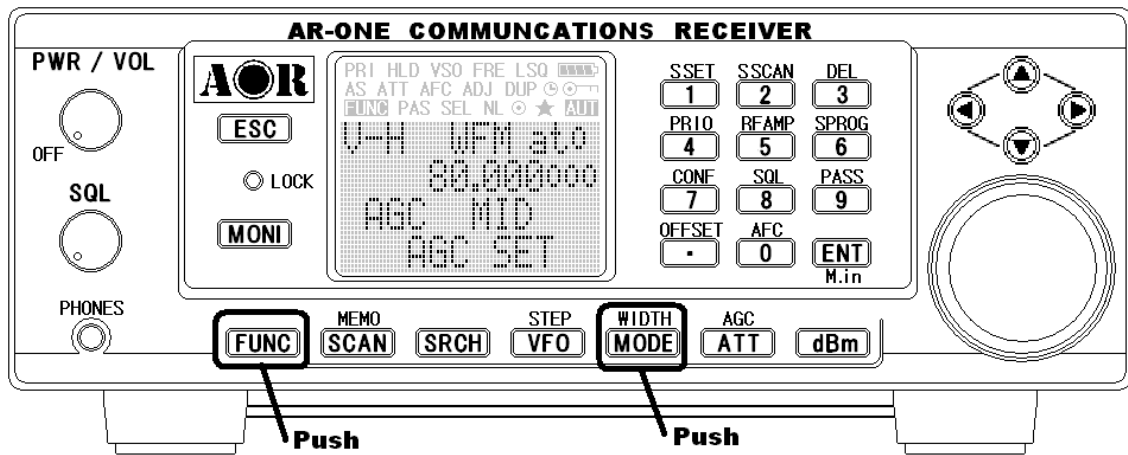 AR-ONE COMMUNCATIONS RECEIVER
PWR / VOL
OFF
SQL
PHONES
AOR
ESC
LOCK
MONI
PRI HLD VSO FRE LSQ
AS ATT AFC ADJ DUP
FUNC PAS SEL NL AUT
V-H WFM ato
80.000000
AGC MID
AGC SET
SSET SSCAN DEL
1 2 3
PRIO RFAMP SPROG
4 5 6
CONF SQL PASS
7 8 9
OFFSET AFC
. 0 ENT
M.in
MEMO STEP WIDTH AGC
FUNC SCAN SRCH VFO MODE ATT dBm
Push Push